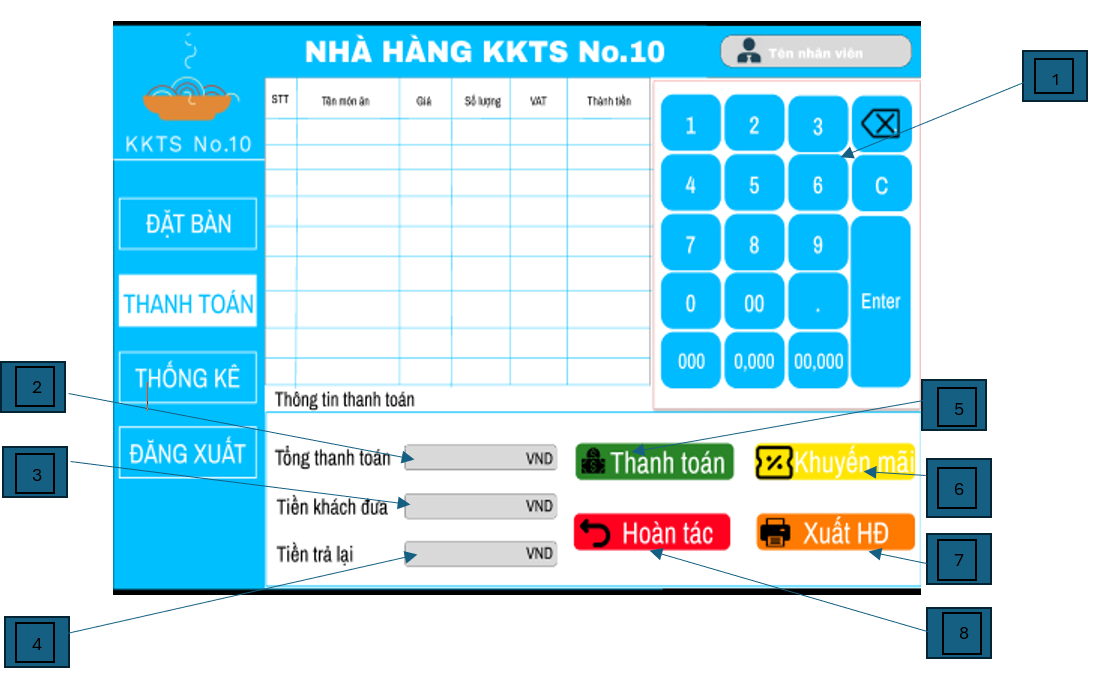 NHÀ HÀNG KKTS No.10
Tên nhân viên
1
KKTS No.10
STT Tên món ăn Giá Số lượng VAT Thành tiền
1 2 3
4 5 6 C
7 8 9
0 00 . Enter
000 0,000 00,000
ĐẶT BÀN
THANH TOÁN
THỐNG KÊ
ĐĂNG XUẤT
2
3
4
Thông tin thanh toán
Tổng thanh toán VND
Tiền khách đưa VND
Tiền trả lại VND
Thanh toán
Khuyến mãi
Hoàn tác
Xuất HĐ
5
6
7
8